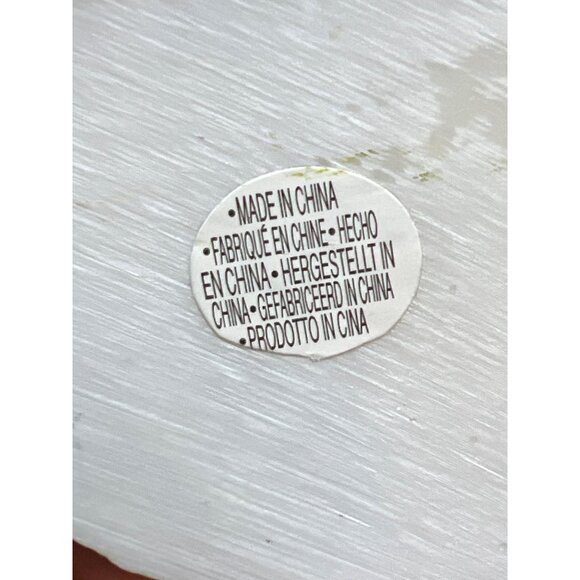 •MADE IN CHINA
•FABRIQUÉ EN CHINE•HECHO
EN CHINA•HERGESTELLT IN
CHINA•GEFABRICEERD IN CHINA
•PRODOTTO IN CINA